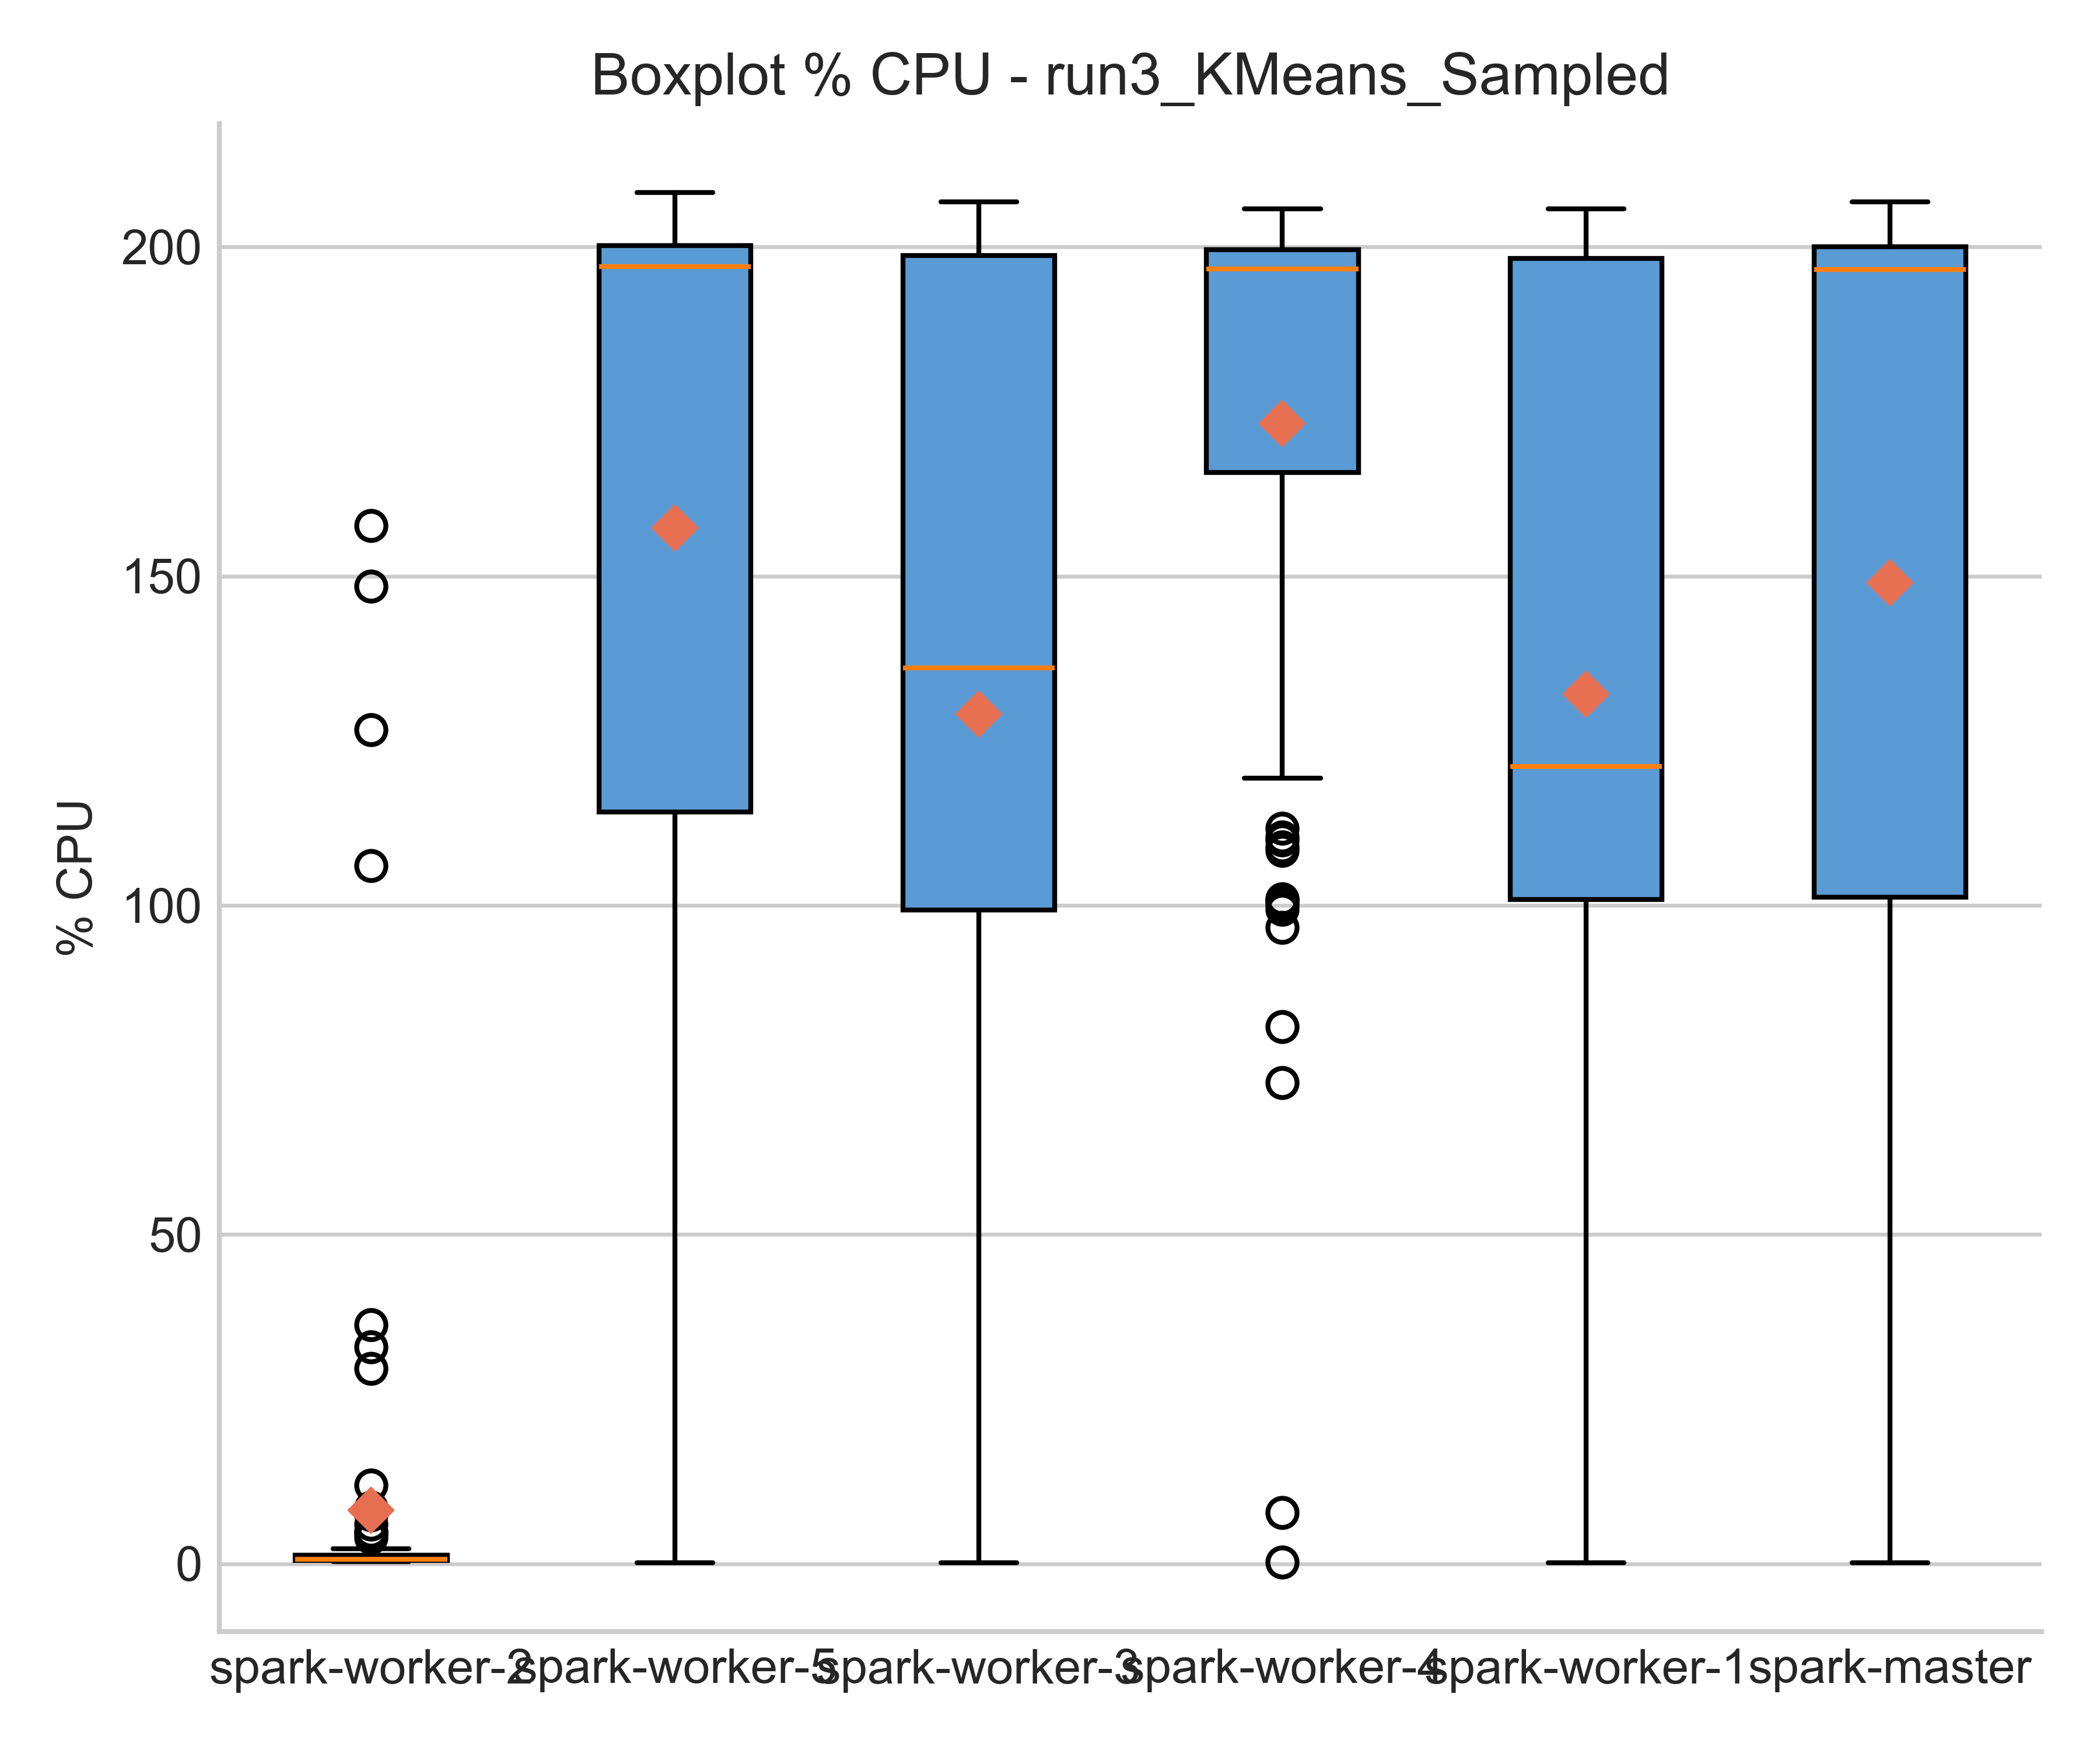 Boxplot % CPU - run3_KMeans_Sampled
% CPU
200
150
100
50
0
spark-worker-2 spark-worker-5 spark-worker-3 spark-worker-4 spark-worker-1 spark-master